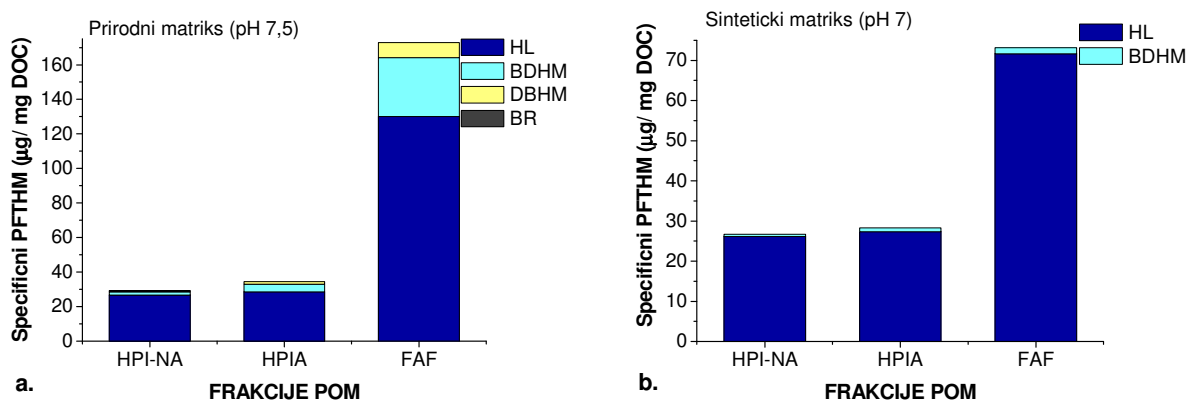 Prirodni matriks (pH 7,5)
Specificni PFTHM (µg/ mg DOC)
160
140
120
100
80
60
40
20
0
HL
BDHM
DBHM
BR
HPI-NA HPIA FAF
a. FRAKCIJE POM
Sinteticki matriks (pH 7)
Specificni PFTHM (µg/ mg DOC)
70
60
50
40
30
20
10
0
HL
BDHM
HPI-NA HPIA FAF
b. FRAKCIJE POM